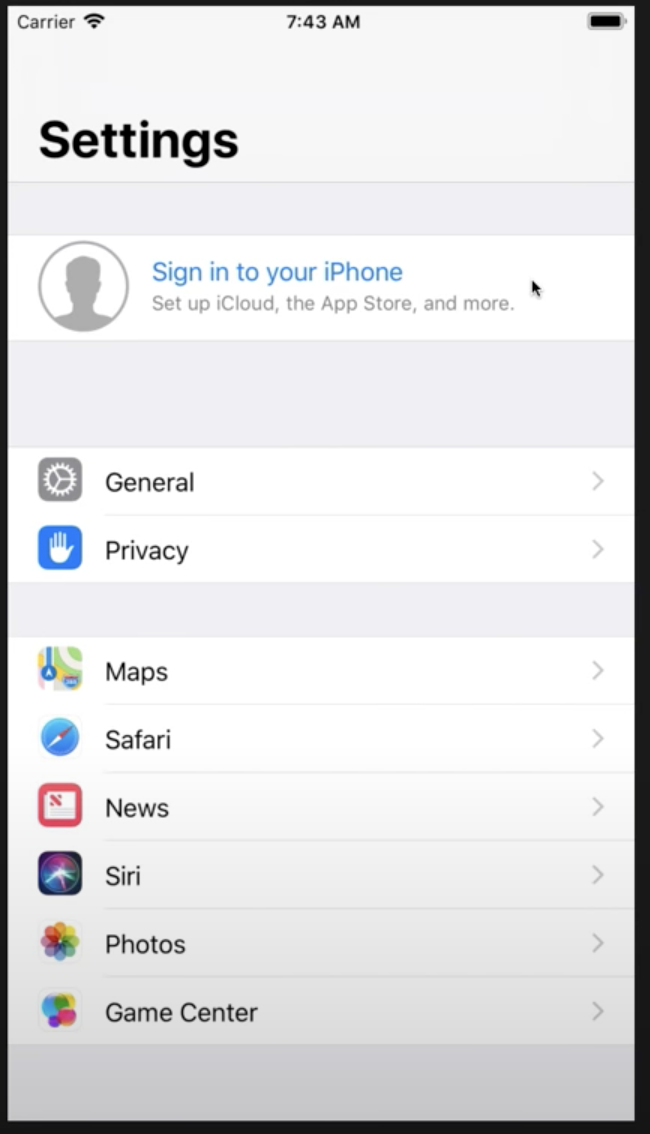 Carrier 7:43 AM
Settings
Sign in to your iPhone
Set up iCloud, the App Store, and more.
General
Privacy
Maps
Safari
News
Siri
Photos
Game Center